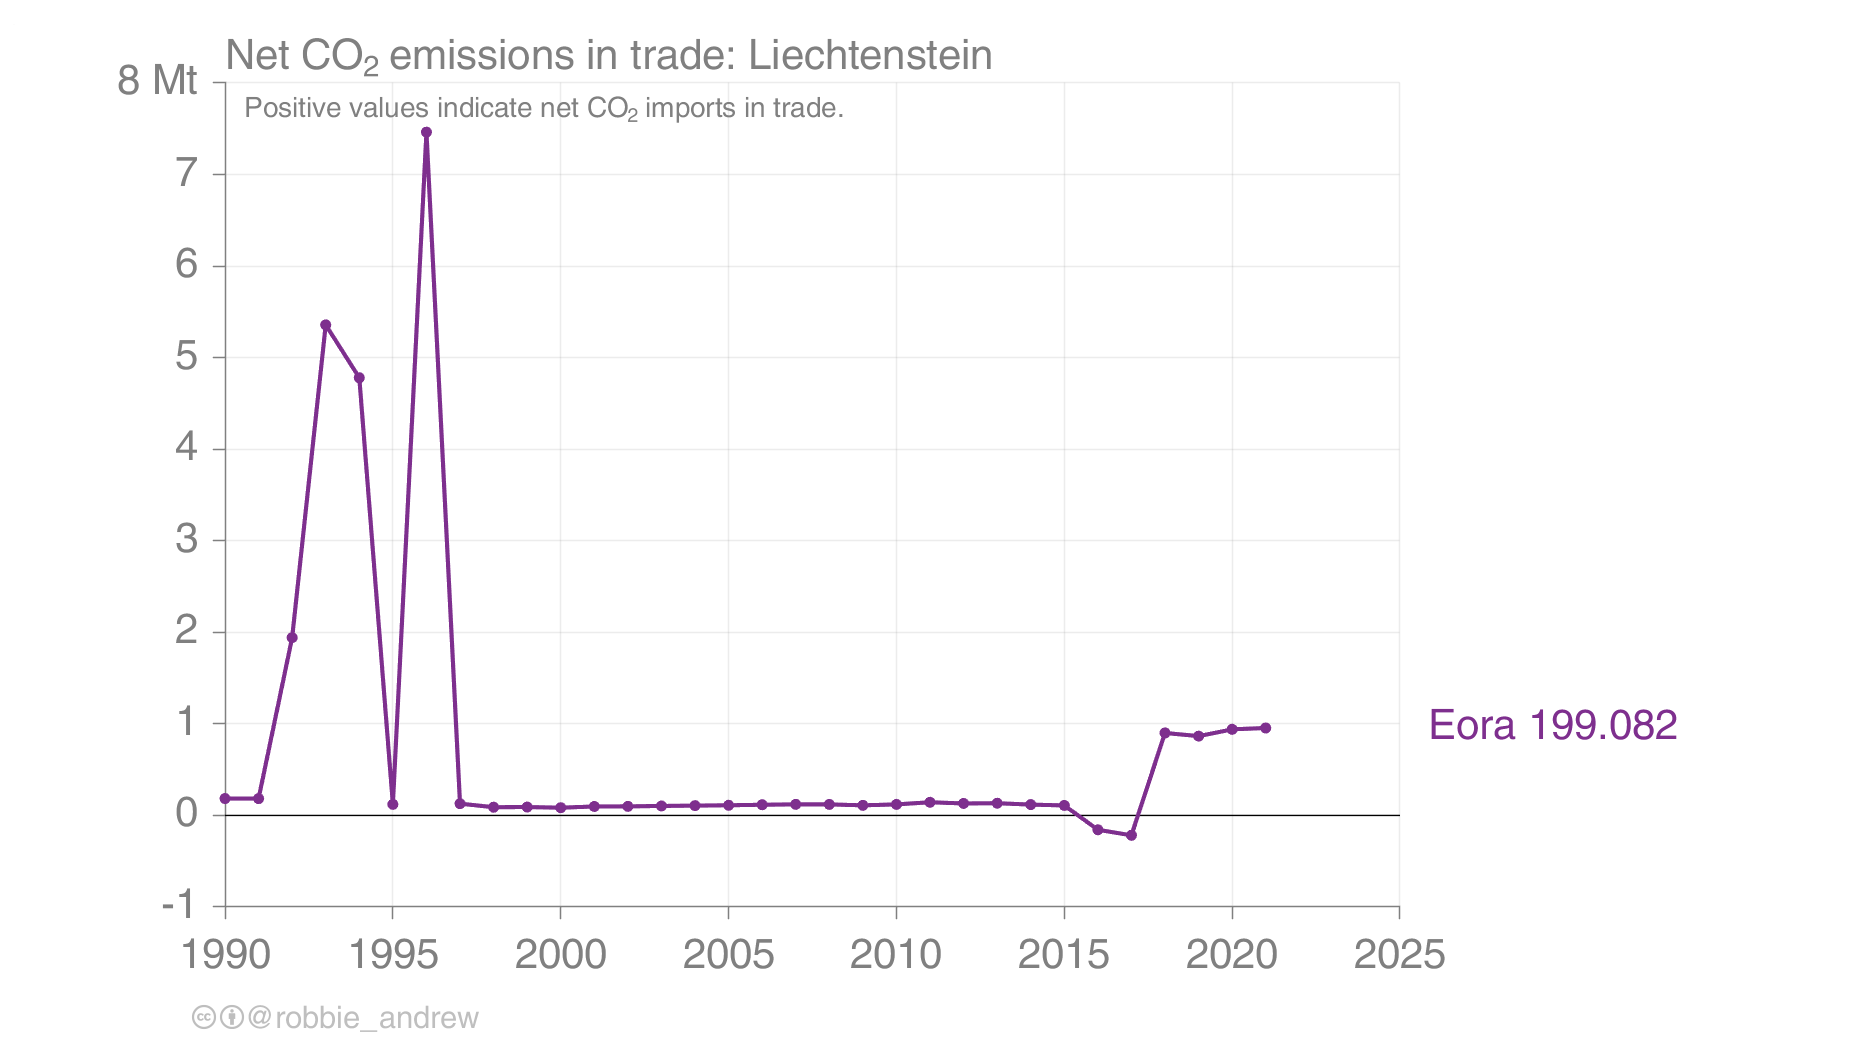 Net CO₂ emissions in trade: Liechtenstein
8 Mt
Positive values indicate net CO₂ imports in trade.
7
6
5
4
3
2
1
Eora 199.082
0
-1
1990 1995 2000 2005 2010 2015 2020 2025
@robbie_andrew